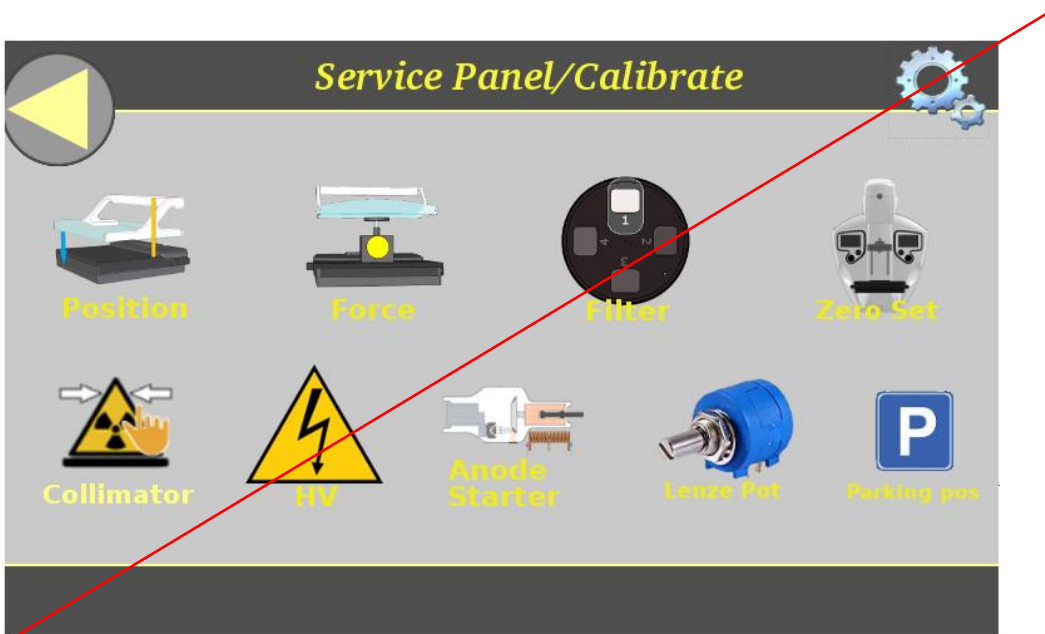 Service Panel/Calibrate
1
2
3
4
Position
Force
Filter
Zero Set
Collimator
HV
Anode
Starter
Lenze Pot
P
Parking pos